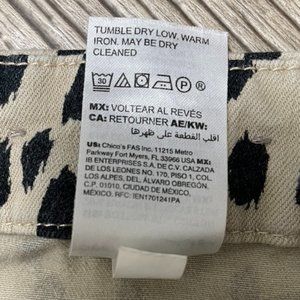 TUMBLE DRY LOW. WARM
IRON. MAY BE DRY
CLEANED
30 P
MX: VOLTEAR AL REVÉS
CA: RETOURNER AE/KW:
اقلب القطعة على ظهرها
US: Chico's FAS Inc. 11215 Metro
Parkway Fort Myers, FL 33966 USA MX:
IB ENTERPRISES S.A DE C.V. CALZADA
DE LOS LEONES NO. 170, PISO 1, COL.
LOS ALPES, DEL. ÁLVARO OBREGÓN.
C.P. 01010, CIUDAD DE MÉXICO,
MÉXICO; RFC: IEN1701241PA